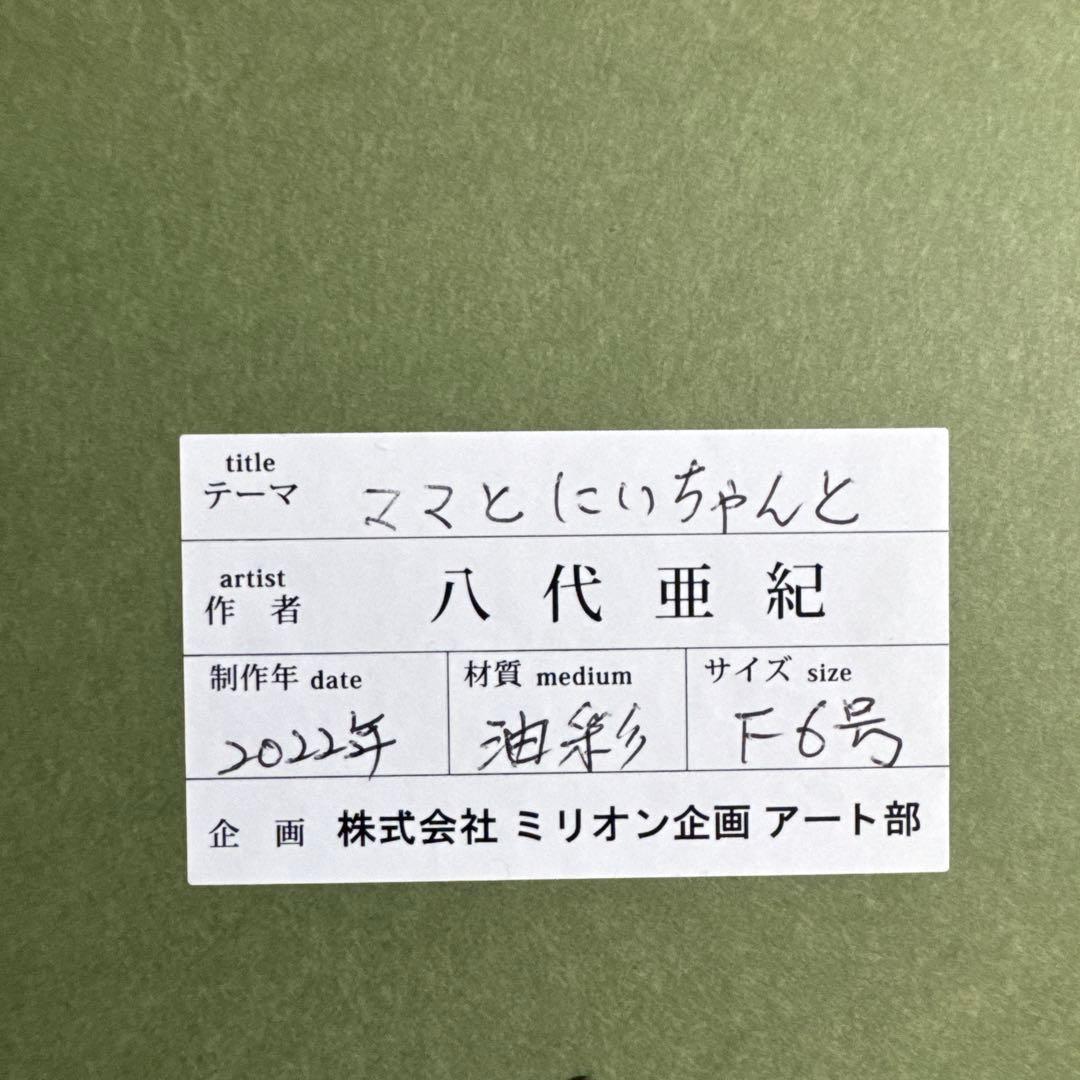 title
テーマ ママとにいちゃんと
artist
作者 八代亜紀
制作年 date 材質 medium サイズ size
2022年 油彩 F6号
企画 株式会社 ミリオン企画 アート部